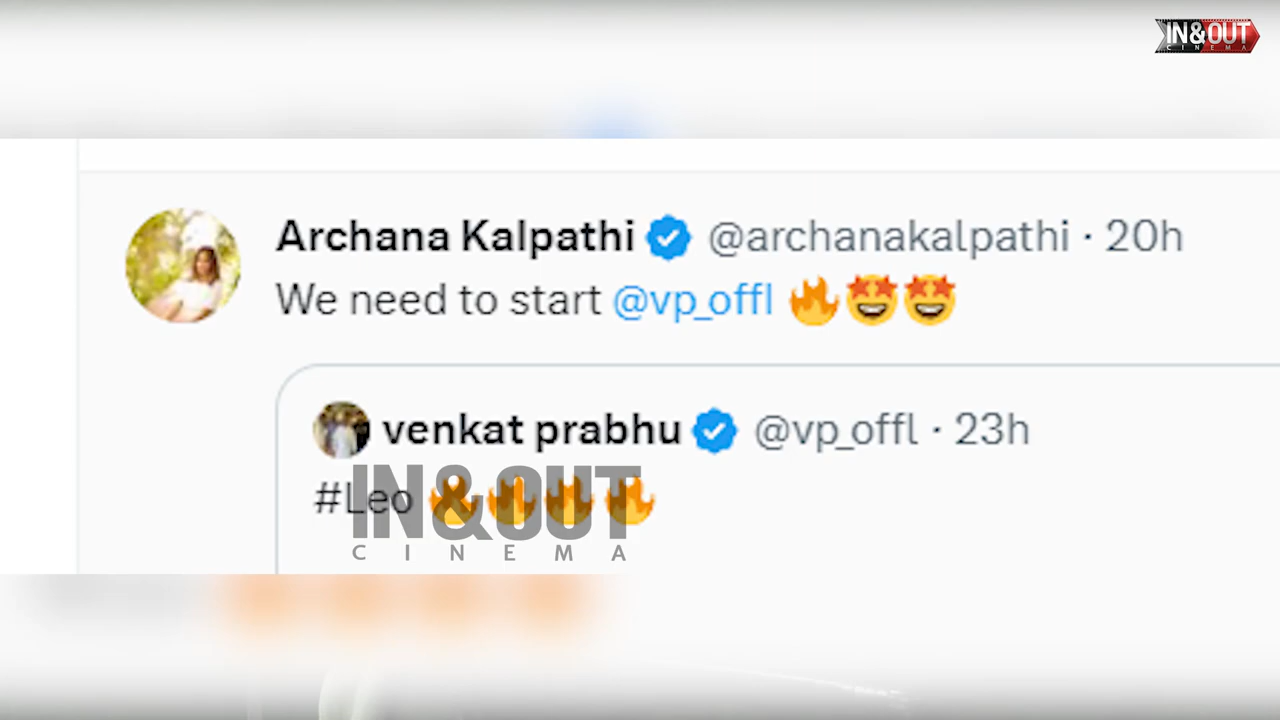 IN&OUT
CINEMA
Archana Kalpathi @archanakalpathi · 20h
We need to start @vp_offl 🔥🤩🤩
venkat prabhu @vp_offl · 23h
#Leo 🔥🔥🔥🔥
IN&OUT
CINEMA